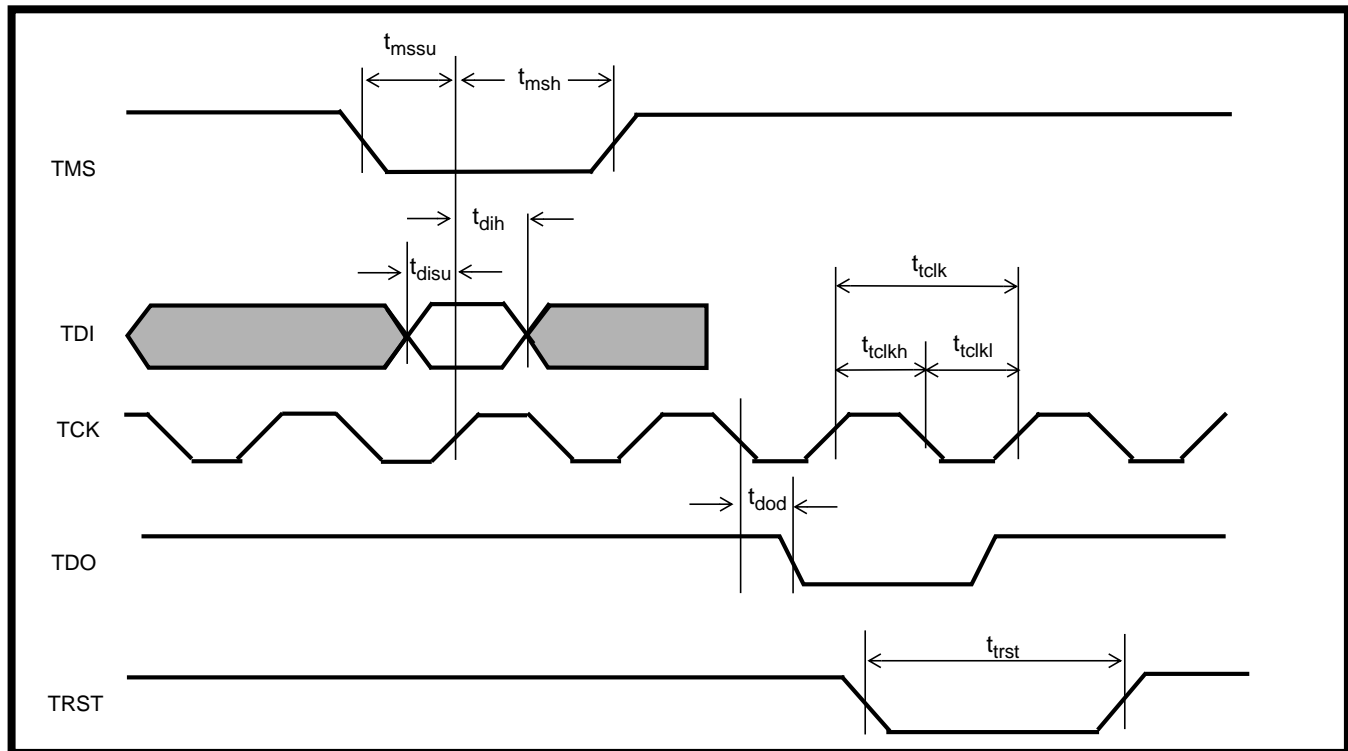 tmssu
tmsh
TMS
tdih
tdisu
ttclk
TDI
ttclkh
ttclkl
TCK
tdod
TDO
ttrst
TRST